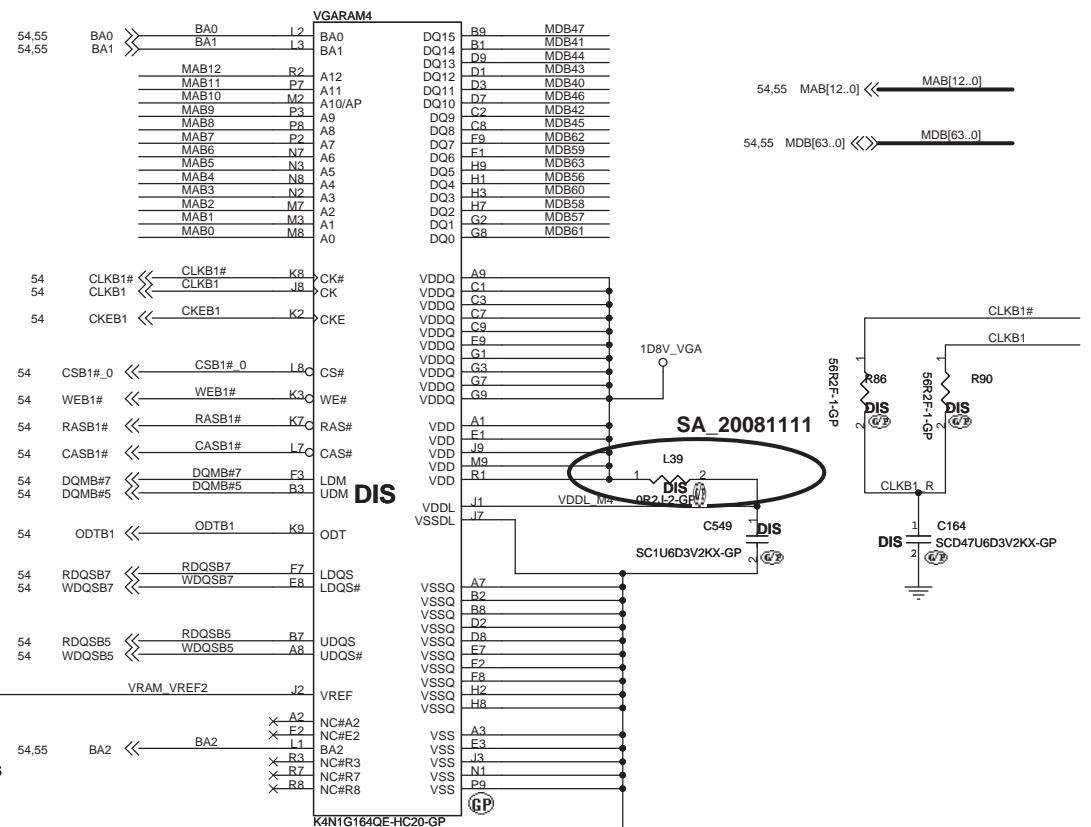 VGARAM4
54,55 BA0 BA0 L2 BA0 DQ15 B9 MDB47
54,55 BA1 BA1 L3 BA1 DQ14 B1 MDB41
DQ13 D9 MDB44
MAB12 R2 A12 DQ12 D1 MDB43
MAB11 P7 A11 DQ11 D3 MDB40
MAB10 M2 A10/AP DQ10 D7 MDB46
MAB9 P3 A9 DQ9 C2 MDB42
MAB8 P8 A8 DQ8 C8 MDB45
MAB7 P2 A7 DQ7 F9 MDB62
MAB6 N7 A6 DQ6 F1 MDB59
MAB5 N3 A5 DQ5 H9 MDB63
MAB4 N8 A4 DQ4 H1 MDB56
MAB3 N2 A3 DQ3 H3 MDB60
MAB2 M7 A2 DQ2 H7 MDB58
MAB1 M3 A1 DQ1 G2 MDB57
MAB0 M8 A0 DQ0 G8 MDB61
54,55 MAB[12..0] MAB[12..0]
54,55 MDB[63..0] MDB[63..0]
54 CLKB1# CLKB1# K8 CK#
54 CLKB1 CLKB1 J8 CK
54 CKEB1 CKEB1 K2 CKE
54 CSB1#_0 CSB1#_0 L8 CS#
54 WEB1# WEB1# K3 WE#
54 RASB1# RASB1# K7 RAS#
54 CASB1# CASB1# L7 CAS#
54 DQMB#7 DQMB#7 F3 LDM
54 DQMB#5 DQMB#5 B3 UDM
DIS
54 ODTB1 ODTB1 K9 ODT
54 RDQSB7 RDQSB7 F7 LDQS
54 WDQSB7 WDQSB7 E8 LDQS#
54 RDQSB5 RDQSB5 B7 UDQS
54 WDQSB5 WDQSB5 A8 UDQS#
VRAM_VREF2 J2 VREF
A2 NC#A2
E2 NC#E2
54,55 BA2 BA2 L1 BA2
R3 NC#R3
R7 NC#R7
R8 NC#R8
VDDQ A9
VDDQ C1
VDDQ C3
VDDQ C7
VDDQ C9
VDDQ E9
VDDQ G1
VDDQ G3
VDDQ G7
VDDQ G9
1D8V_VGA
VDD A1
VDD E1
VDD J9
VDD M9
VDD R1
VDDL J1 VDDL_M4
VSSDL J7
SA_20081111
1 L39 2
DIS
0R2J-2-GP
C549 1 DIS
SC1U6D3V2KX-GP 2 G/P
VSSQ A7
VSSQ B2
VSSQ B8
VSSQ D2
VSSQ D8
VSSQ E7
VSSQ F2
VSSQ F8
VSSQ H2
VSSQ H8
VSS A3
VSS E3
VSS J3
VSS N1
VSS P9
GP
K4N1G164QE-HC20-GP
CLKB1#
CLKB1
1 R86 56R2F-1-GP
DIS
2 G/P
1 R90 56R2F-1-GP
DIS
2 G/P
CLKB1_R
1 C164
DIS SCD47U6D3V2KX-GP
2 G/P